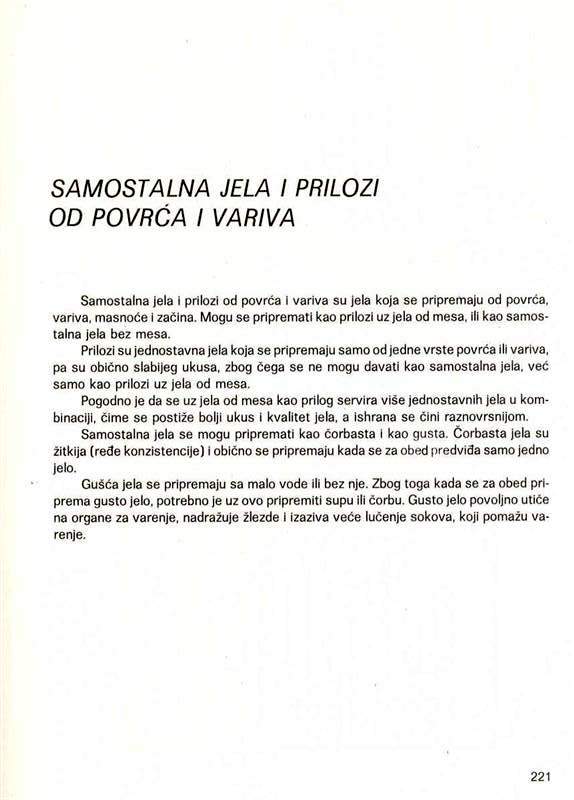 SAMOSTALNA JELA I PRILOZI
OD POVRĆA I VARIVA
Samostalna jela i prilozi od povrća i variva su jela koja se pripremaju od povrća,
variva, masnoće i začina. Mogu se pripremati kao prilozi uz jela od mesa, ili kao samos-
talna jela bez mesa.
Prilozi su jednostavna jela koja se pripremaju samo od jedne vrste povrća ili variva,
pa su obično slabijeg ukusa, zbog čega se ne mogu davati kao samostalna jela, već
samo kao prilozi uz jela od mesa.
Pogodno je da se uz jela od mesa kao prilog servira više jednostavnih jela u kom-
binaciji, čime se postiže bolji ukus i kvalitet jela, a ishrana se čini raznovrsnijom.
Samostalna jela se mogu pripremati kao čorbasta i kao gusta. Čorbasta jela su
žitkija (ređe konzistencije) i obično se pripremaju kada se za obed predviđa samo jedno
jelo.
Gušća jela se pripremaju sa malo vode ili bez nje. Zbog toga kada se za obed pri-
prema gusto jelo, potrebno je uz ovo pripremiti supu ili čorbu. Gusto jelo povoljno utiče
na organe za varenje, nadražuje žlezde i izaziva veće lučenje sokova, koji pomažu va-
renje.
221